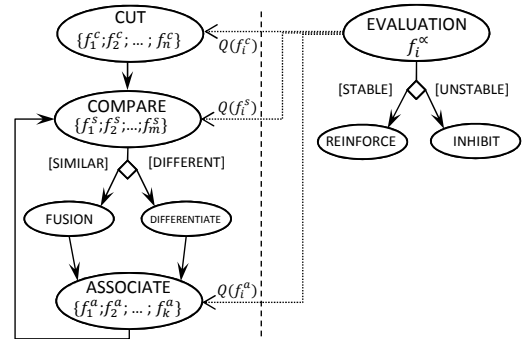 CUT
{f₁ᶜ;f₂ᶜ; … ; fₙᶜ}
EVALUATION
fᵢ^∝
Q(fᵢᶜ)
[STABLE]
[UNSTABLE]
COMPARE
{f₁ˢ;f₂ˢ;…;fₘˢ}
Q(fᵢˢ)
REINFORCE
INHIBIT
[SIMILAR]
[DIFFERENT]
FUSION
DIFFERENTIATE
ASSOCIATE
{f₁ᵃ;f₂ᵃ; … ; fₖᵃ}
Q(fᵢᵃ)